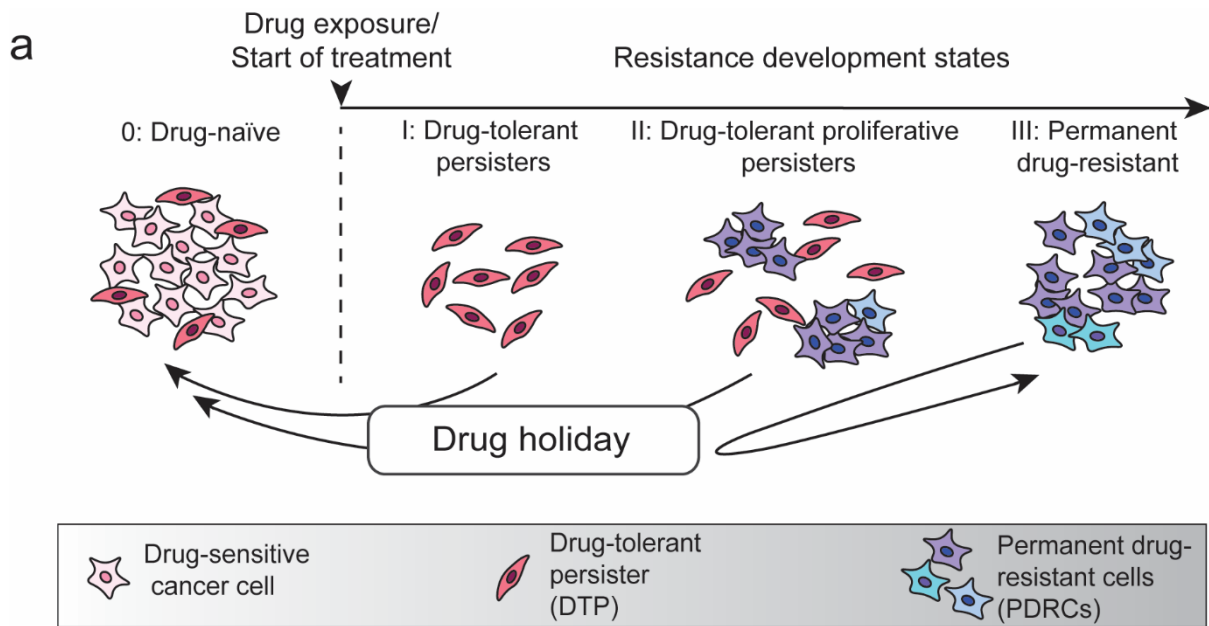 a
Drug exposure/
Start of treatment
Resistance development states
0: Drug-naïve
I: Drug-tolerant
persisters
II: Drug-tolerant proliferative
persisters
III: Permanent
drug-resistant
Drug holiday
Drug-sensitive
cancer cell
Drug-tolerant
persister
(DTP)
Permanent drug-
resistant cells
(PDRCs)